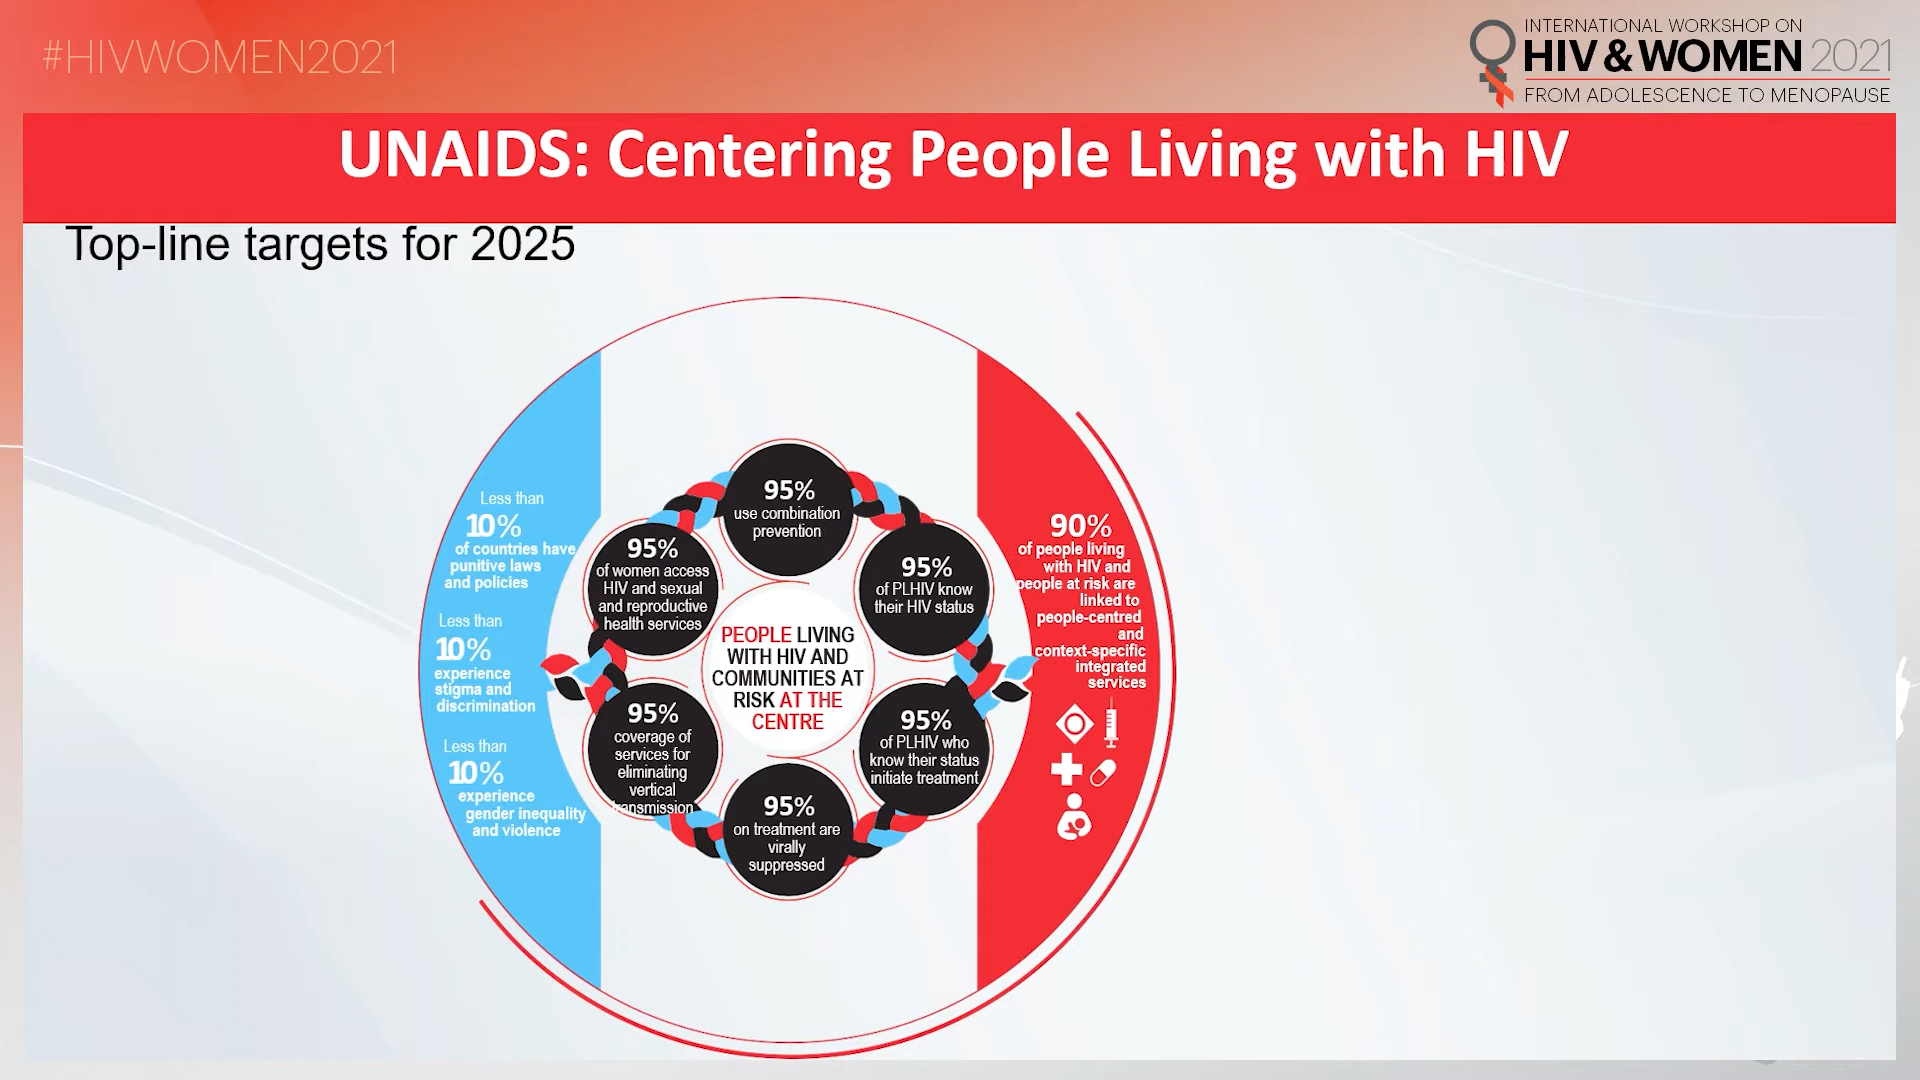 #HIVWOMEN2021
INTERNATIONAL WORKSHOP ON
HIV & WOMEN 2021
FROM ADOLESCENCE TO MENOPAUSE
UNAIDS: Centering People Living with HIV
Top-line targets for 2025
Less than
10%
of countries have
punitive laws
and policies
Less than
10%
experience
stigma and
discrimination
Less than
10%
experience
gender inequality
and violence
95%
use combination
prevention
95%
of PLHIV know
their HIV status
95%
of PLHIV who
know their status
initiate treatment
95%
on treatment are
virally
suppressed
95%
coverage of
services for
eliminating
vertical
transmission
95%
of women access
HIV and sexual
and reproductive
health services
PEOPLE LIVING
WITH HIV AND
COMMUNITIES AT
RISK AT THE
CENTRE
90%
of people living
with HIV and
people at risk are
linked to
people-centred
and
context-specific
integrated
services